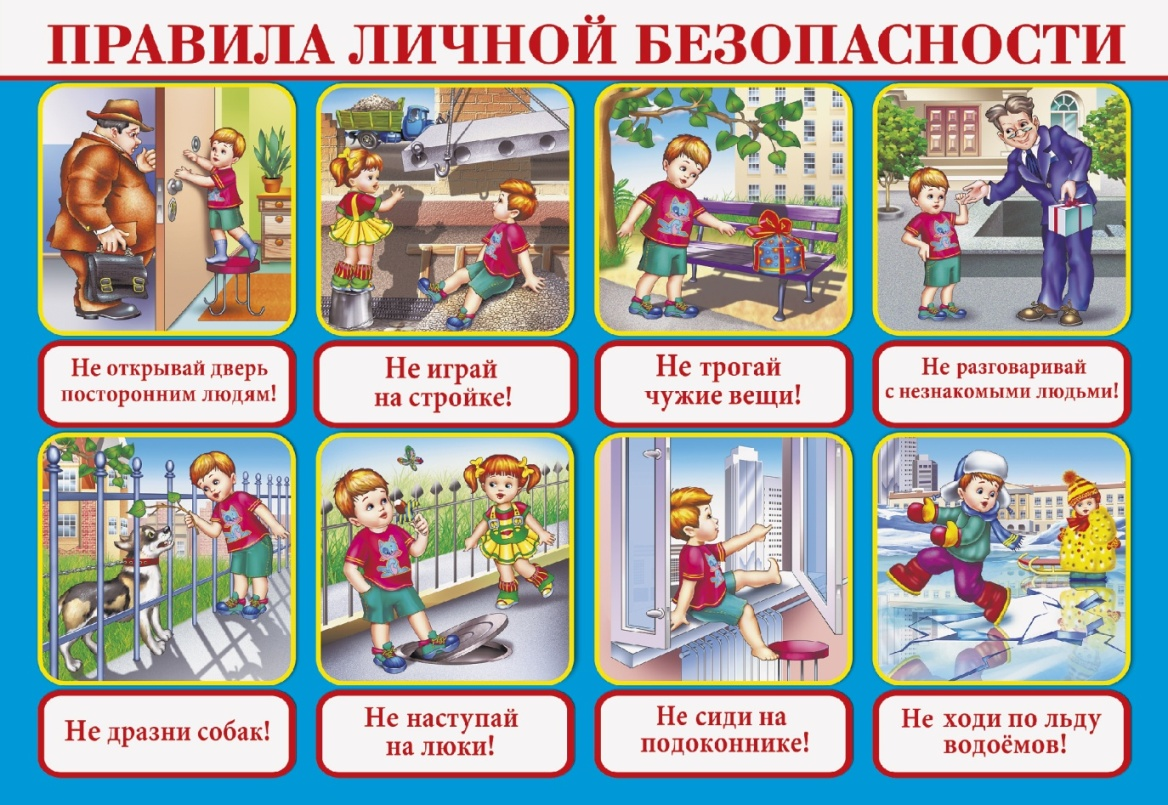 ПРАВИЛА ЛИЧНОЙ БЕЗОПАСНОСТИ
Не открывай дверь
посторонним людям!
Не играй
на стройке!
Не трогай
чужие вещи!
Не разговаривай
с незнакомыми людьми!
Не дразни собак!
Не наступай
на люки!
Не сиди на
подоконнике!
Не ходи по льду
водоёмов!